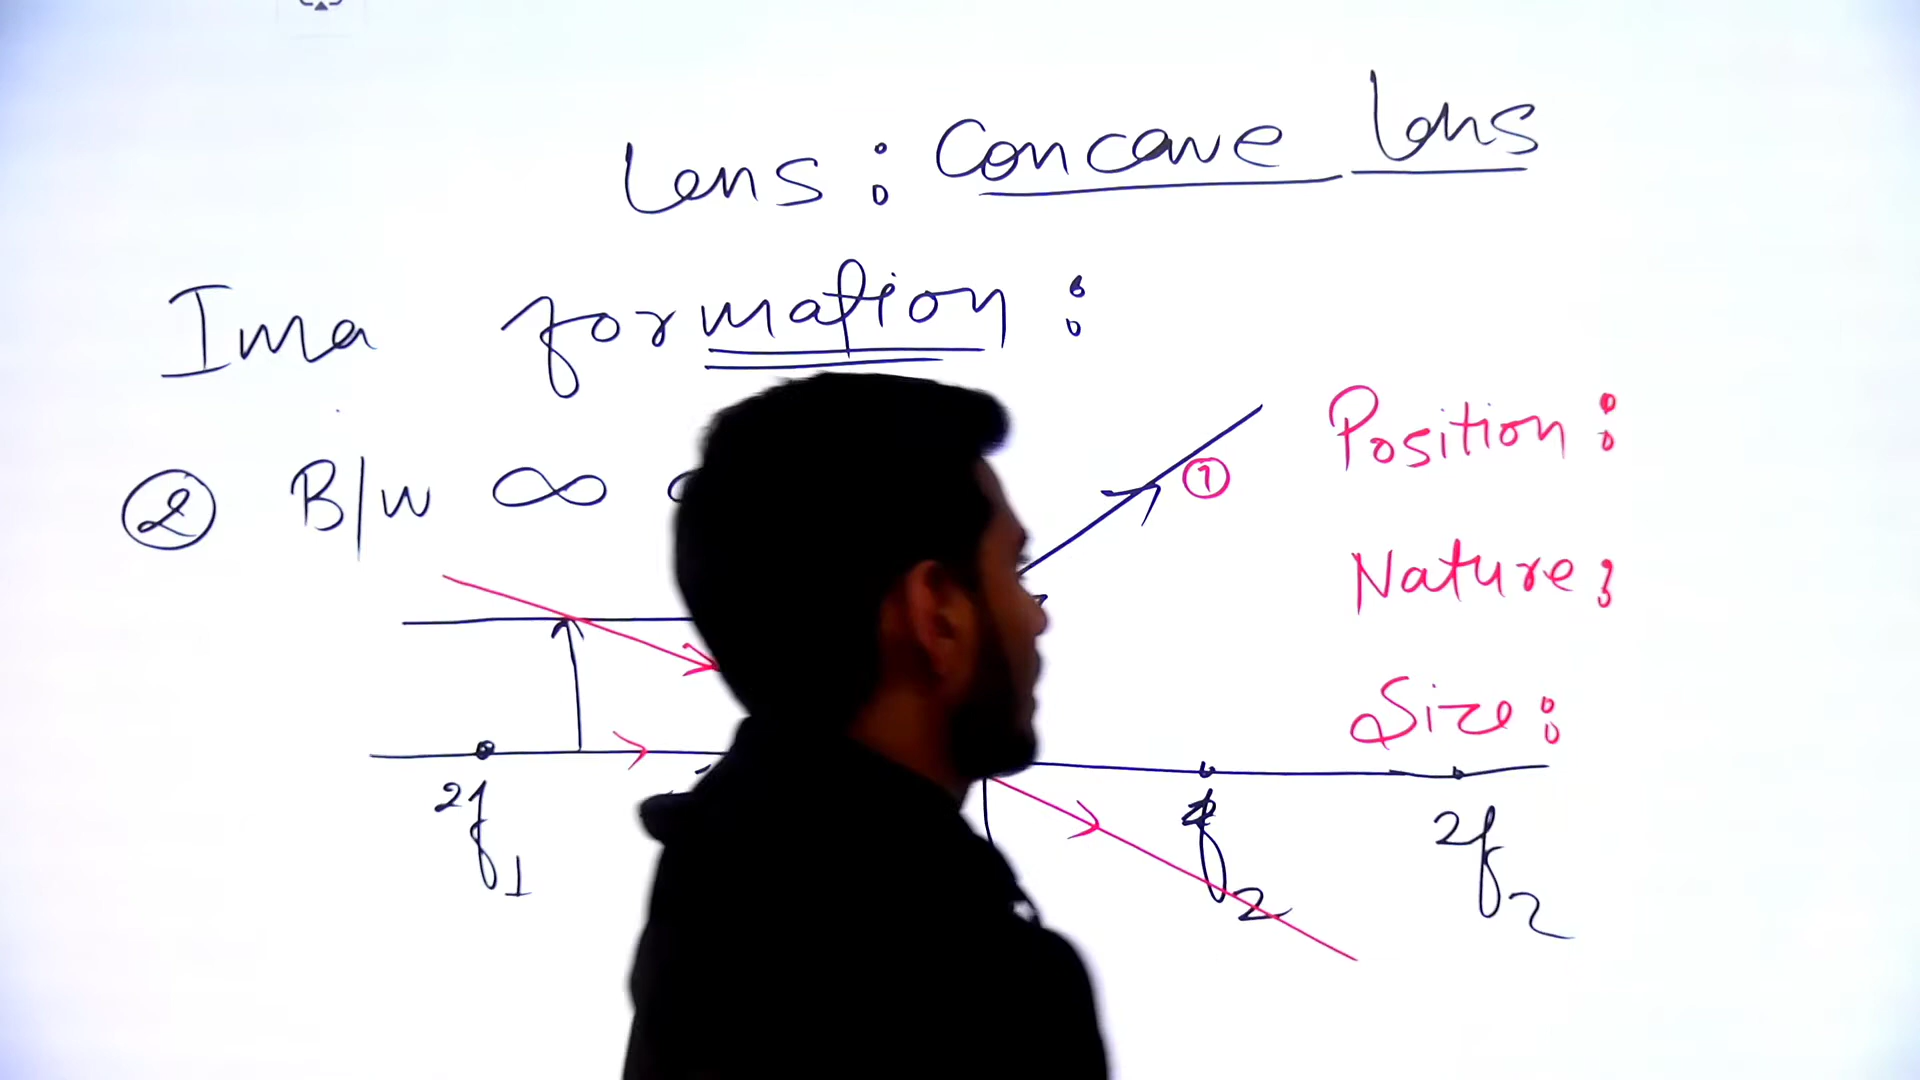 Lens : Concave lens
Ima formation :
② B/w ∞
①
Position :
Nature :
Size :
2f1
f2
2f2